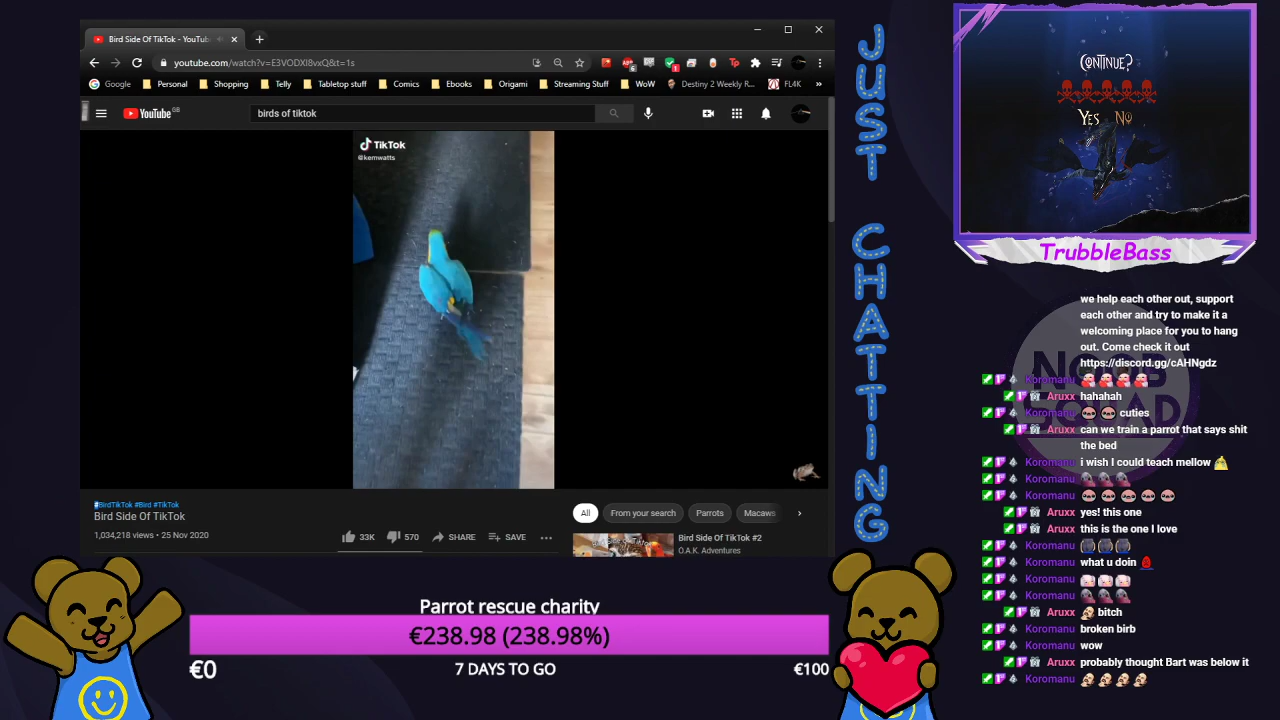 Bird Side Of TikTok - YouTube
youtube.com/watch?v=E3VODXl8vxQ&t=1s
Google Personal Shopping Telly Tabletop stuff Comics Ebooks Origami Streaming Stuff WoW Destiny 2 Weekly R... FL4K »
YouTube GB
birds of tiktok
TikTok
@kemwatts
#BirdTikTok #Bird #TikTok
Bird Side Of TikTok
1,034,218 views • 25 Nov 2020
33K 570 SHARE SAVE
All From your search Parrots Macaws
Bird Side Of TikTok #2
O.A.K. Adventures
JUST CHATTING
CONTINUE?
YES NO
TrubbleBass
NOOB
SQUAD
we help each other out, support
each other and try to make it a
welcoming place for you to hang
out. Come check it out
https://discord.gg/cAHNgdz
Koromanu
Aruxx hahahah
Koromanu cuties
Aruxx can we train a parrot that says shit
the bed
Koromanu i wish I could teach mellow
Koromanu
Koromanu
Aruxx yes! this one
Aruxx this is the one I love
Koromanu
Koromanu what u doin
Koromanu
Koromanu
Aruxx bitch
Koromanu broken birb
Koromanu wow
Aruxx probably thought Bart was below it
Koromanu
Parrot rescue charity
€238.98 (238.98%)
€0 7 DAYS TO GO €100